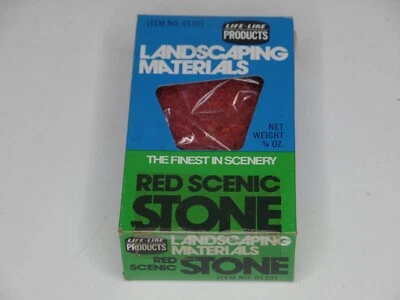 ITEM NO. 01101
LIFE-LIKE
PRODUCTS
LANDSCAPING
MATERIALS
NET
WEIGHT
¾ OZ.
THE FINEST IN SCENERY
RED SCENIC
STONE
LIFE-LIKE
PRODUCTS
LANDSCAPING
MATERIALS
RED
SCENIC
STONE
ITEM NO. 01101